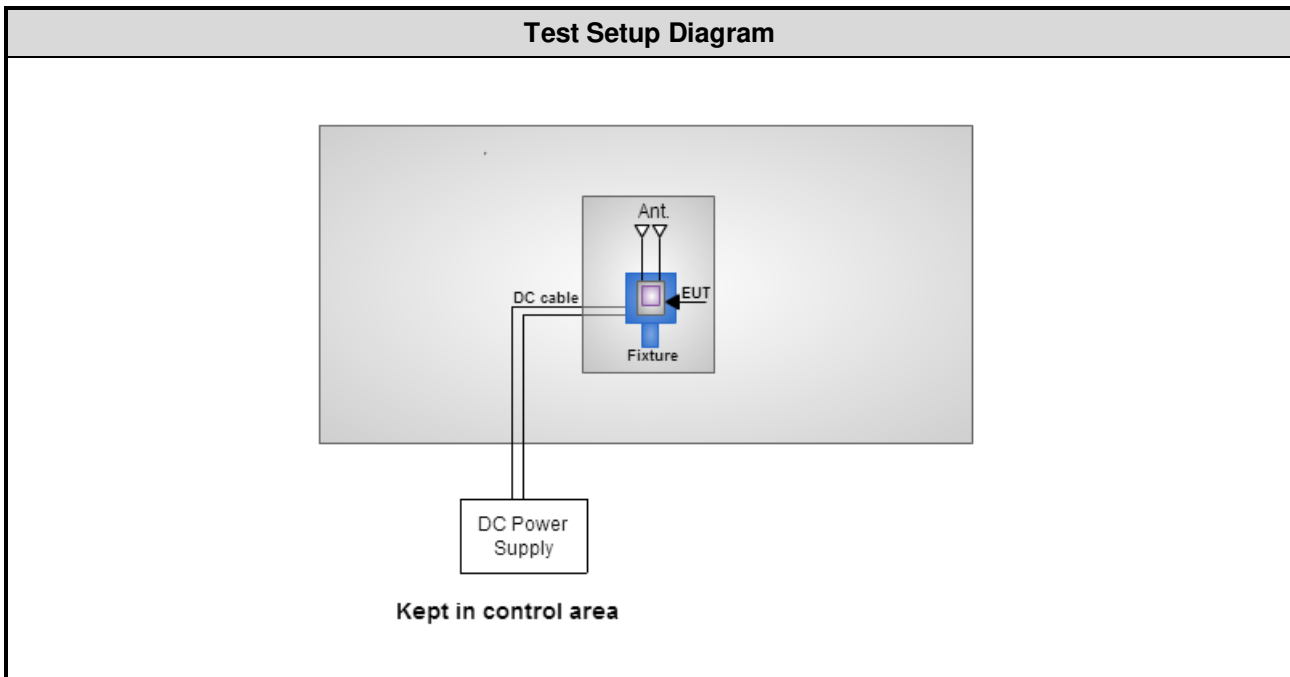 Test Setup Diagram
Ant.
DC cable
EUT
Fixture
DC Power
Supply
Kept in control area